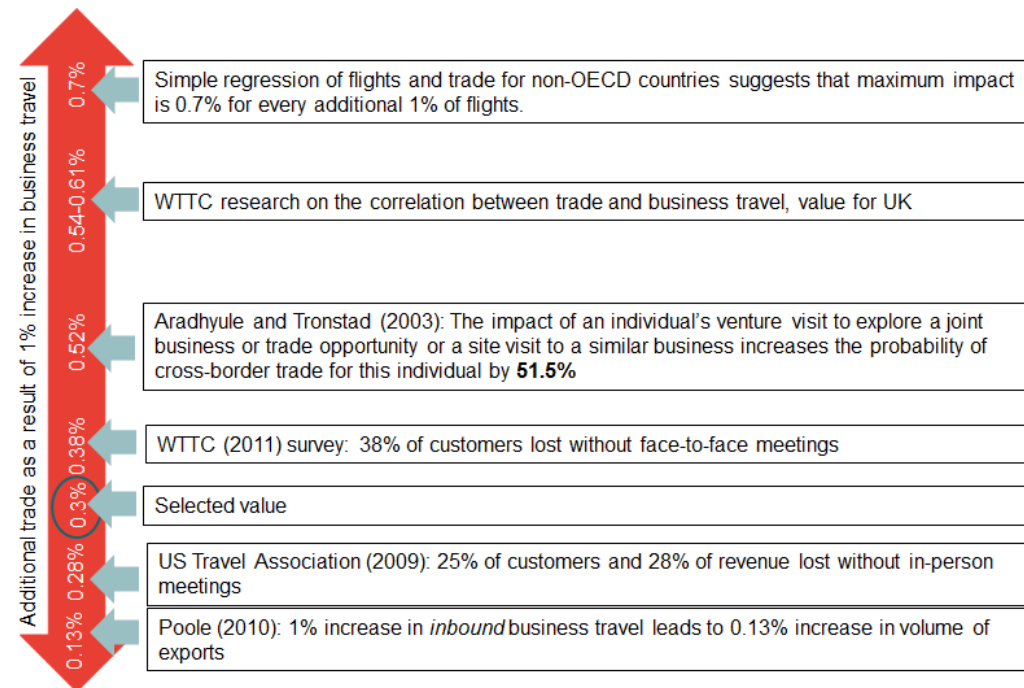 Additional trade as a result of 1% increase in business travel
0.7%
Simple regression of flights and trade for non-OECD countries suggests that maximum impact
is 0.7% for every additional 1% of flights.
0.54-0.61%
WTTC research on the correlation between trade and business travel, value for UK
0.52%
Aradhyule and Tronstad (2003): The impact of an individual's venture visit to explore a joint
business or trade opportunity or a site visit to a similar business increases the probability of
cross-border trade for this individual by 51.5%
0.38%
WTTC (2011) survey: 38% of customers lost without face-to-face meetings
0.3%
Selected value
0.28%
US Travel Association (2009): 25% of customers and 28% of revenue lost without in-person
meetings
0.13%
Poole (2010): 1% increase in inbound business travel leads to 0.13% increase in volume of
exports